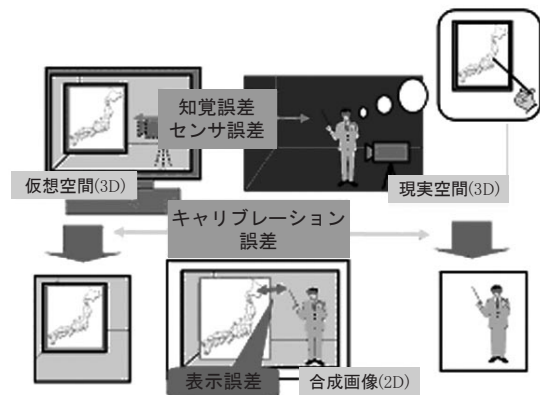 知覚誤差
センサ誤差
仮想空間(3D)
現実空間(3D)
キャリブレーション
誤差
表示誤差
合成画像(2D)